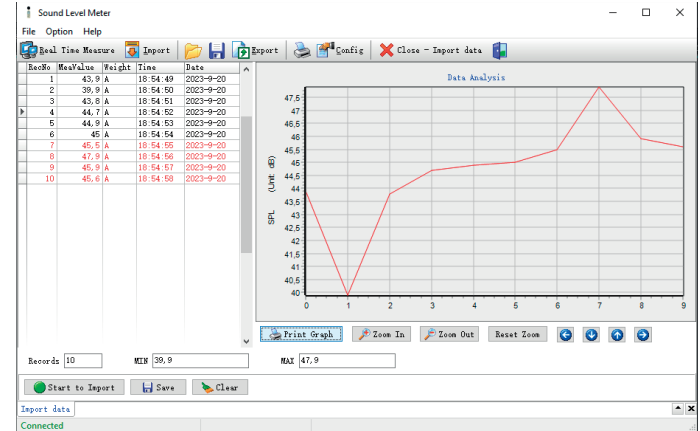 Sound Level Meter
File Option Help
Real Time Measure Import Export Config Close - Import data
RecNo MeaValue Weight Time Date
1 43,9 A 18:54:49 2023-9-20
2 39,9 A 18:54:50 2023-9-20
3 43,8 A 18:54:51 2023-9-20
4 44,7 A 18:54:52 2023-9-20
5 44,9 A 18:54:53 2023-9-20
6 45 A 18:54:54 2023-9-20
7 45,5 A 18:54:55 2023-9-20
8 47,9 A 18:54:56 2023-9-20
9 45,9 A 18:54:57 2023-9-20
10 45,6 A 18:54:58 2023-9-20
Data Analysis
SPL (Unit: dB)
47,5
47
46,5
46
45,5
45
44,5
44
43,5
43
42,5
42
41,5
41
40,5
40
0 1 2 3 4 5 6 7 8 9
Print Graph Zoom In Zoom Out Reset Zoom
Records 10 MIN 39,9 MAX 47,9
Start to Import Save Clear
Import data
Connected